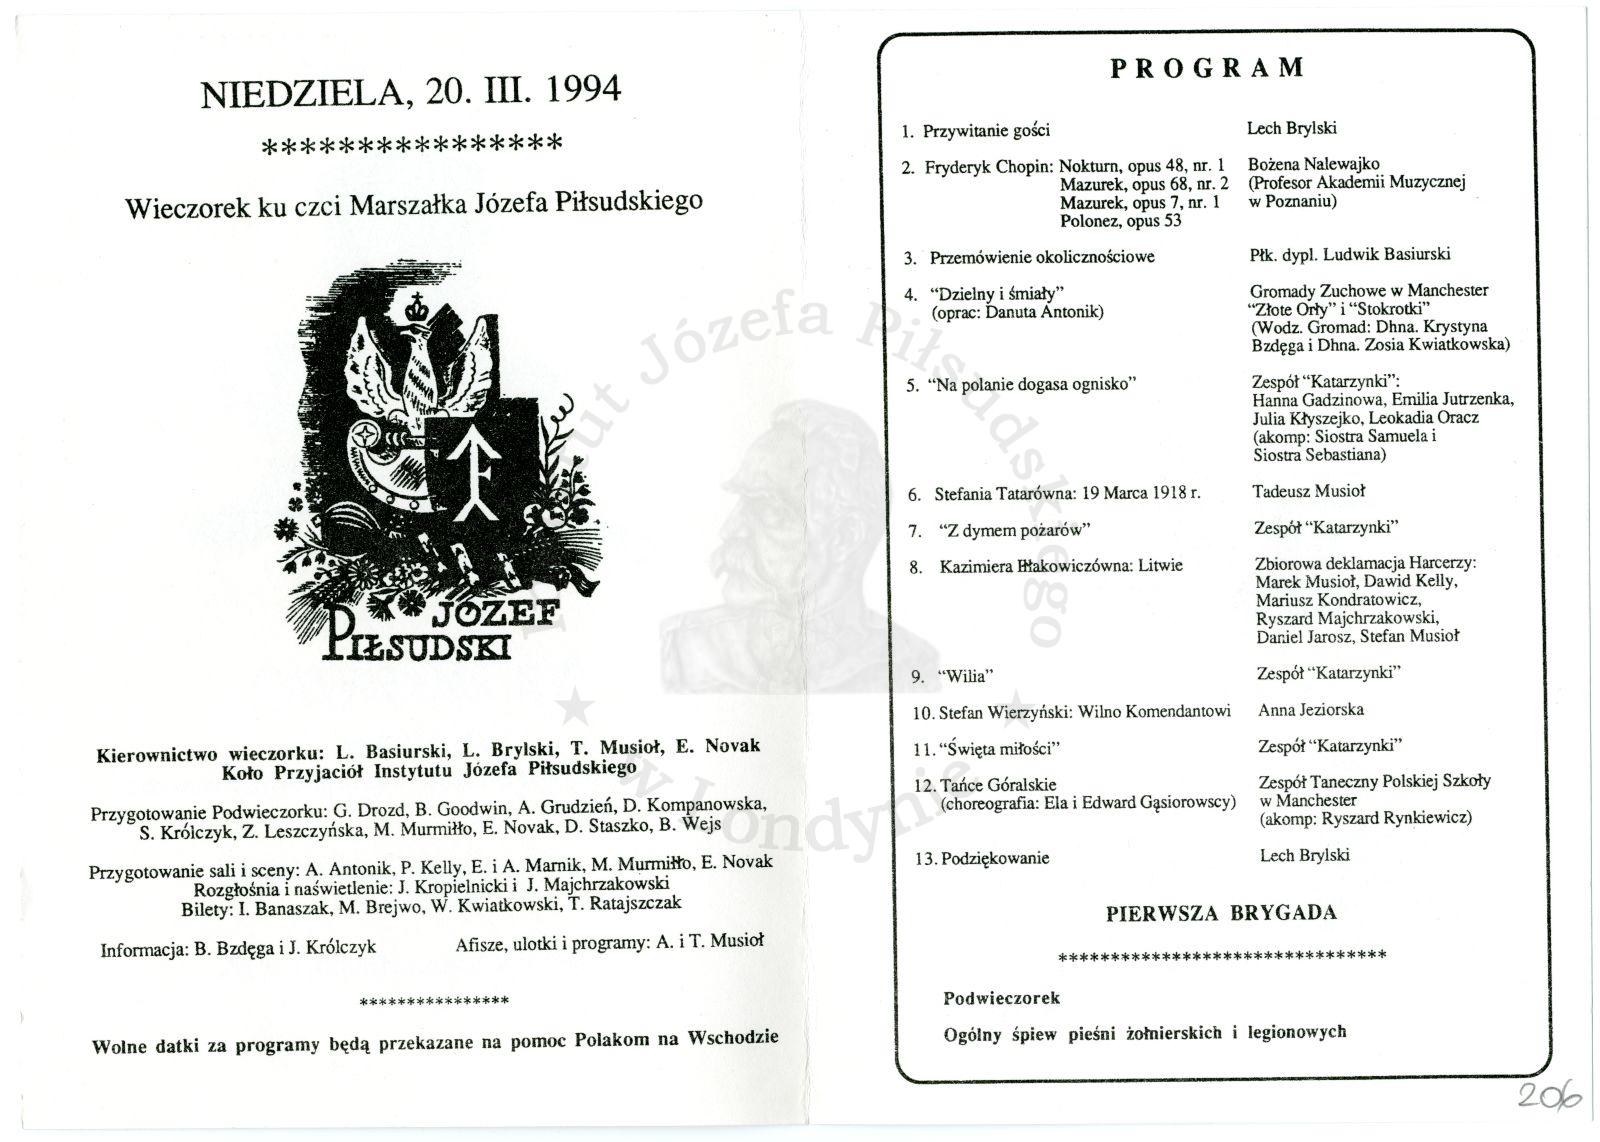 NIEDZIELA, 20. III. 1994
****************
Wieczorek ku czci Marszałka Józefa Piłsudskiego
JÓZEF
PIŁSUDSKI
Kierownictwo wieczorku: L. Basiurski, L. Brylski, T. Musioł, E. Novak
Koło Przyjaciół Instytutu Józefa Piłsudskiego
Przygotowanie Podwieczorku: G. Drozd, B. Goodwin, A. Grudzień, D. Kompanowska,
S. Królczyk, Z. Leszczyńska, M. Murmiłło, E. Novak, D. Staszko, B. Wejs
Przygotowanie sali i sceny: A. Antonik, P. Kelly, E. i A. Marnik, M. Murmiłło, E. Novak
Rozgłośnia i naświetlenie: J. Kropielnicki i J. Majchrzakowski
Bilety: I. Banaszak, M. Brejwo, W. Kwiatkowski, T. Ratajszczak
Informacja: B. Bzdęga i J. Królczyk Afisze, ulotki i programy: A. i T. Musioł
****************
Wolne datki za programy będą przekazane na pomoc Polakom na Wschodzie
PROGRAM
1. Przywitanie gości Lech Brylski
2. Fryderyk Chopin: Nokturn, opus 48, nr. 1 Bożena Nalewajko
Mazurek, opus 68, nr. 2 (Profesor Akademii Muzycznej
Mazurek, opus 7, nr. 1 w Poznaniu)
Polonez, opus 53
3. Przemówienie okolicznościowe Płk. dypl. Ludwik Basiurski
4. “Dzielny i śmiały” Gromady Zuchowe w Manchester
(oprac: Danuta Antonik) “Złote Orły” i “Stokrotki”
(Wodz. Gromad: Dhna. Krystyna
Bzdęga i Dhna. Zosia Kwiatkowska)
5. “Na polanie dogasa ognisko” Zespół “Katarzynki”:
Hanna Gadzinowa, Emilia Jutrzenka,
Julia Kłyszejko, Leokadia Oracz
(akomp: Siostra Samuela i
Siostra Sebastiana)
6. Stefania Tatarówna: 19 Marca 1918 r. Tadeusz Musioł
7. “Z dymem pożarów” Zespół “Katarzynki”
8. Kazimiera Iłłakowiczówna: Litwie Zbiorowa deklamacja Harcerzy:
Marek Musioł, Dawid Kelly,
Mariusz Kondratowicz,
Ryszard Majchrzakowski,
Daniel Jarosz, Stefan Musioł
9. “Wilia” Zespół “Katarzynki”
10. Stefan Wierzyński: Wilno Komendantowi Anna Jeziorska
11. “Święta miłości” Zespół “Katarzynki”
12. Tańce Góralskie Zespół Taneczny Polskiej Szkoły
(choreografia: Ela i Edward Gąsiorowscy) w Manchester
(akomp: Ryszard Rynkiewicz)
13. Podziękowanie Lech Brylski
PIERWSZA BRYGADA
********************************
Podwieczorek
Ogólny śpiew pieśni żołnierskich i legionowych
206
Instytut Józefa Piłsudskiego
w Londynie